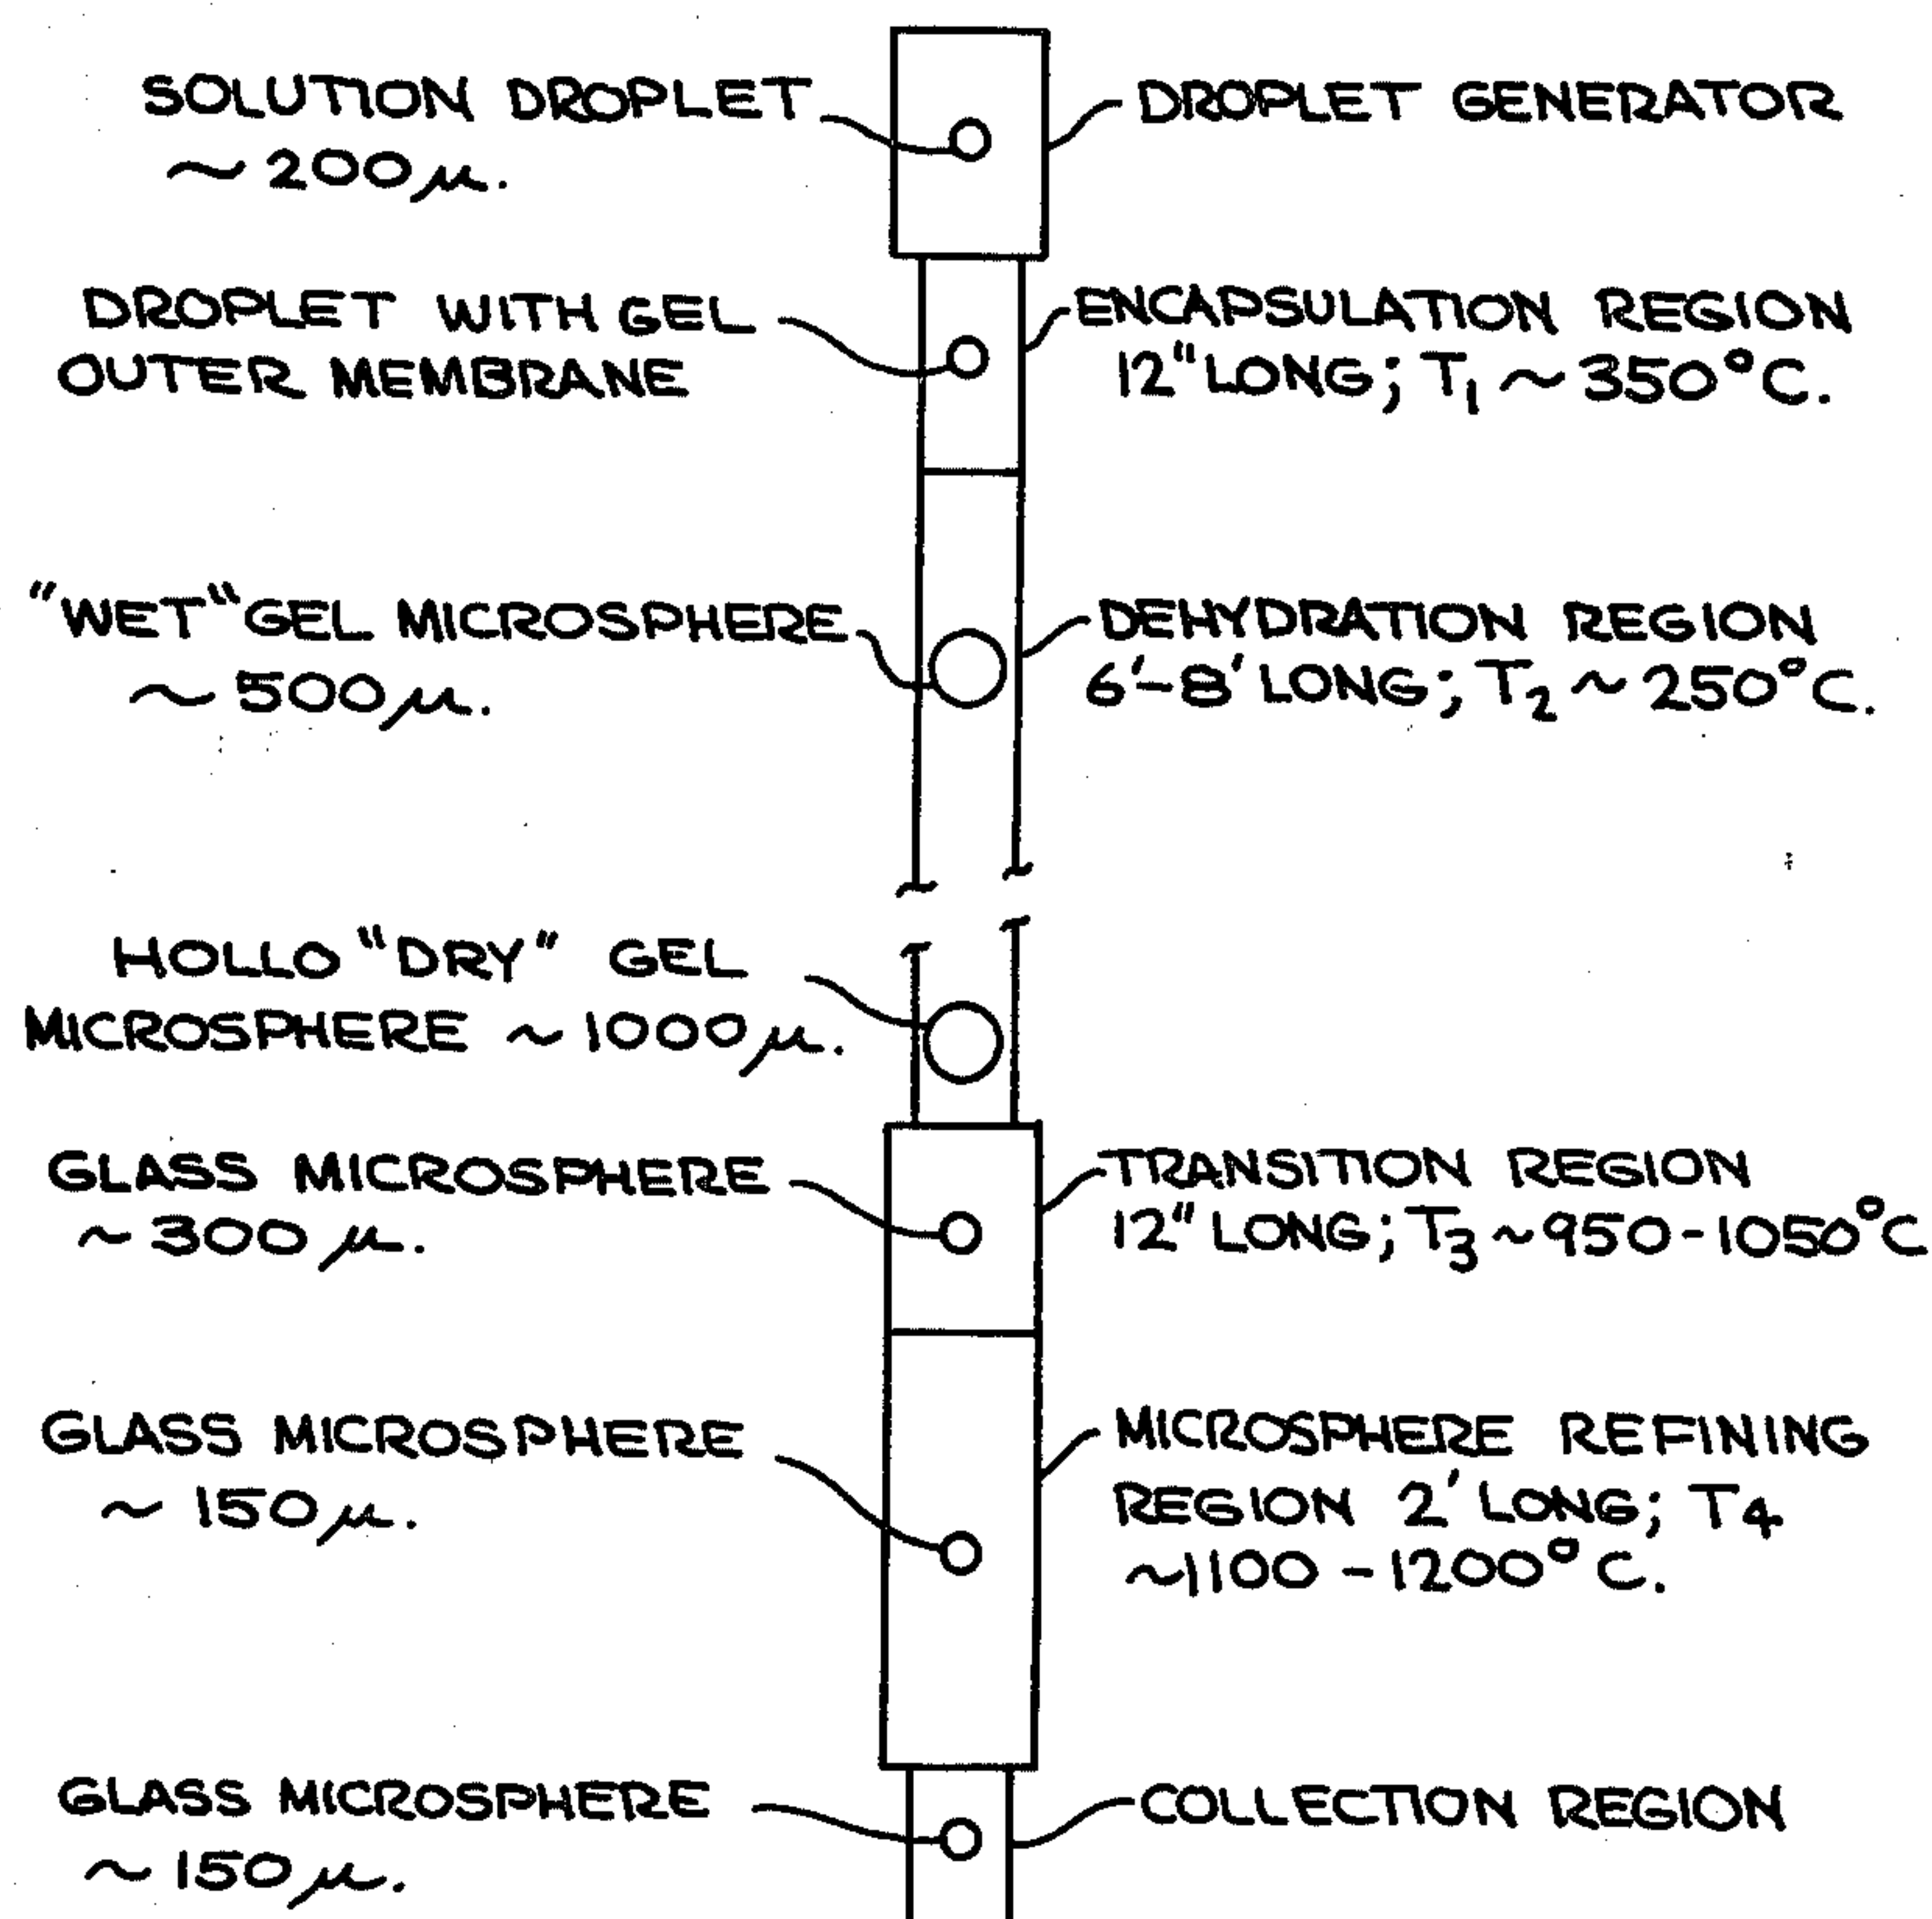 SOLUTION DROPLET
~ 200μ.
DROPLET GENERATOR
DROPLET WITH GEL
OUTER MEMBRANE
ENCAPSULATION REGION
12" LONG; T₁ ~ 350°C.
"WET" GEL MICROSPHERE
~ 500μ.
DEHYDRATION REGION
6'-8' LONG; T₂ ~ 250°C.
HOLLO "DRY" GEL
MICROSPHERE ~ 1000μ.
GLASS MICROSPHERE
~ 300μ.
TRANSITION REGION
12" LONG; T₃ ~ 950-1050°C
GLASS MICROSPHERE
~ 150μ.
MICROSPHERE REFINING
REGION 2' LONG; T4
~1100 - 1200°C.
GLASS MICROSPHERE
~ 150μ.
COLLECTION REGION